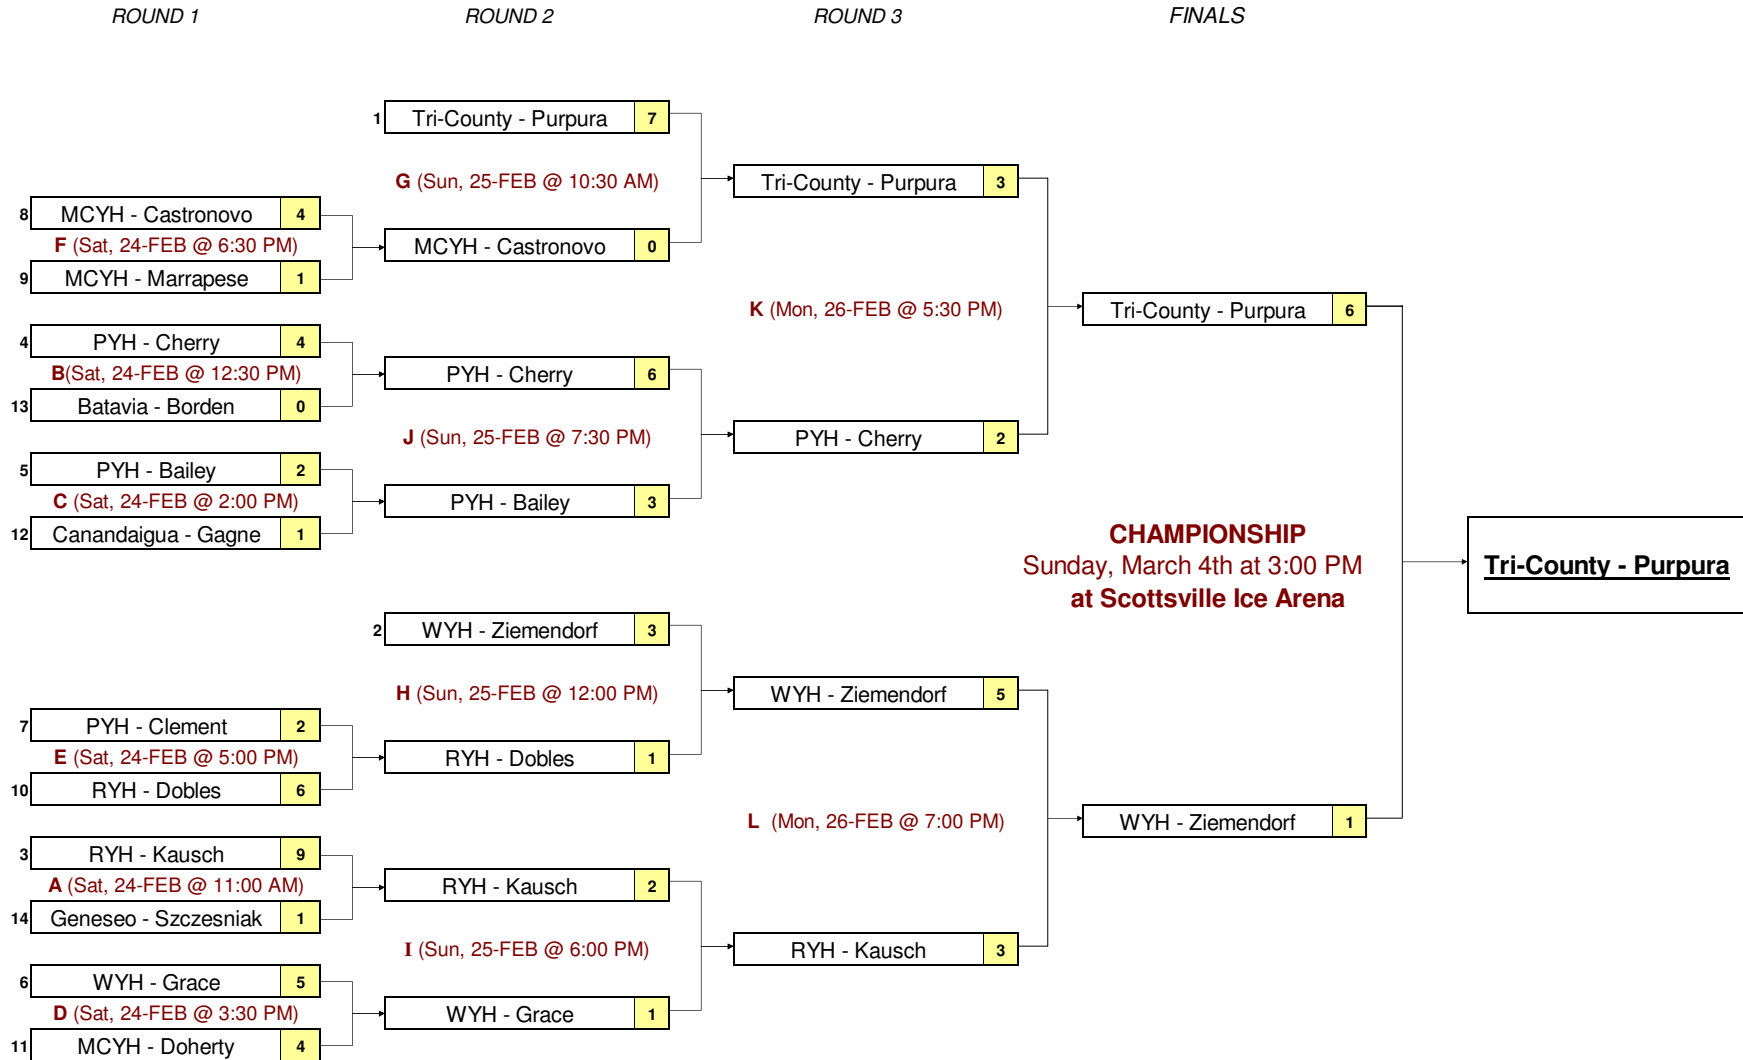 ROUND 1 ROUND 2 ROUND 3 FINALS
1 Tri-County - Purpura 7
G (Sun, 25-FEB @ 10:30 AM)
Tri-County - Purpura 3
8 MCYH - Castronovo 4
F (Sat, 24-FEB @ 6:30 PM)
MCYH - Castronovo 0
9 MCYH - Marrapese 1
K (Mon, 26-FEB @ 5:30 PM)
Tri-County - Purpura 6
4 PYH - Cherry 4
B(Sat, 24-FEB @ 12:30 PM)
PYH - Cherry 6
13 Batavia - Borden 0
J (Sun, 25-FEB @ 7:30 PM)
PYH - Cherry 2
5 PYH - Bailey 2
C (Sat, 24-FEB @ 2:00 PM)
PYH - Bailey 3
12 Canandaigua - Gagne 1
CHAMPIONSHIP
Sunday, March 4th at 3:00 PM
at Scottsville Ice Arena
Tri-County - Purpura
2 WYH - Ziemendorf 3
H (Sun, 25-FEB @ 12:00 PM)
WYH - Ziemendorf 5
7 PYH - Clement 2
E (Sat, 24-FEB @ 5:00 PM)
RYH - Dobles 1
10 RYH - Dobles 6
L (Mon, 26-FEB @ 7:00 PM)
WYH - Ziemendorf 1
3 RYH - Kausch 9
A (Sat, 24-FEB @ 11:00 AM)
RYH - Kausch 2
14 Geneseo - Szczesniak 1
I (Sun, 25-FEB @ 6:00 PM)
RYH - Kausch 3
6 WYH - Grace 5
D (Sat, 24-FEB @ 3:30 PM)
WYH - Grace 1
11 MCYH - Doherty 4